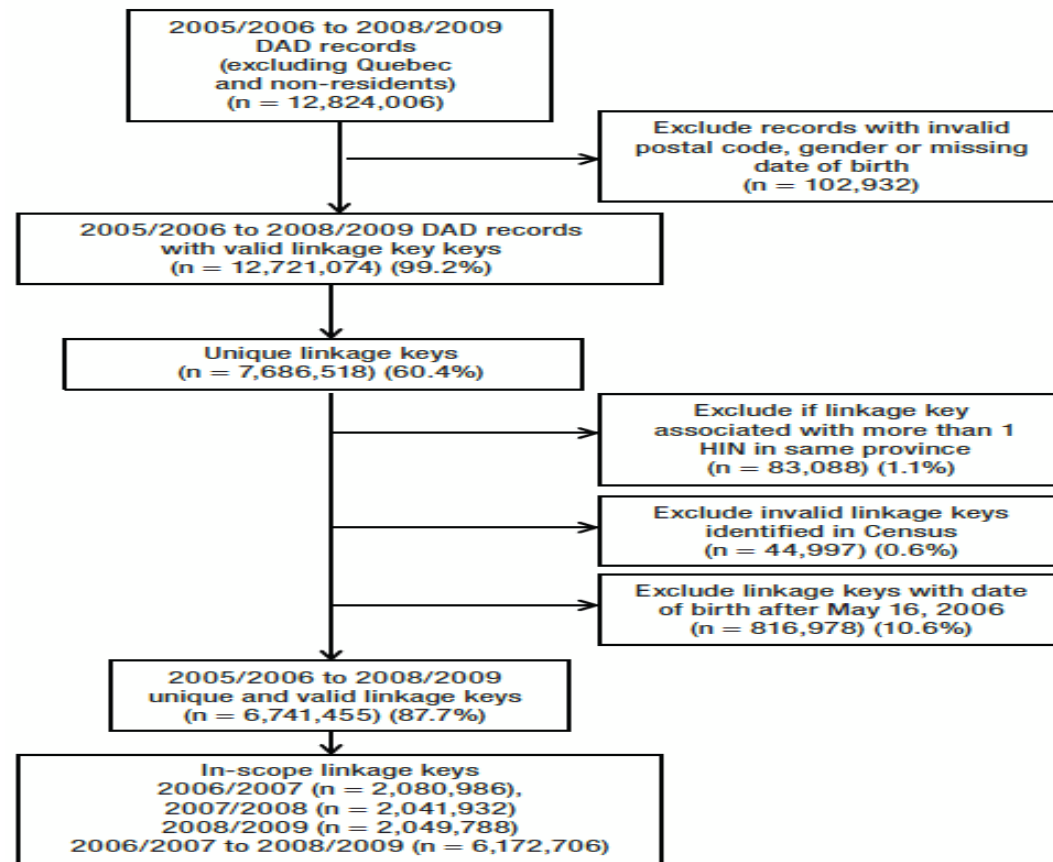 2005/2006 to 2008/2009
DAD records
(excluding Quebec
and non-residents)
(n = 12,824,006)
Exclude records with invalid
postal code, gender or missing
date of birth
(n = 102,932)
2005/2006 to 2008/2009 DAD records
with valid linkage key keys
(n = 12,721,074) (99.2%)
Unique linkage keys
(n = 7,686,518) (60.4%)
Exclude if linkage key
associated with more than 1
HIN in same province
(n = 83,088) (1.1%)
Exclude invalid linkage keys
identified in Census
(n = 44,997) (0.6%)
Exclude linkage keys with date
of birth after May 16, 2006
(n = 816,978) (10.6%)
2005/2006 to 2008/2009
unique and valid linkage keys
(n = 6,741,455) (87.7%)
In-scope linkage keys
2006/2007 (n = 2,080,986),
2007/2008 (n = 2,041,932)
2008/2009 (n = 2,049,788)
2006/2007 to 2008/2009 (n = 6,172,706)